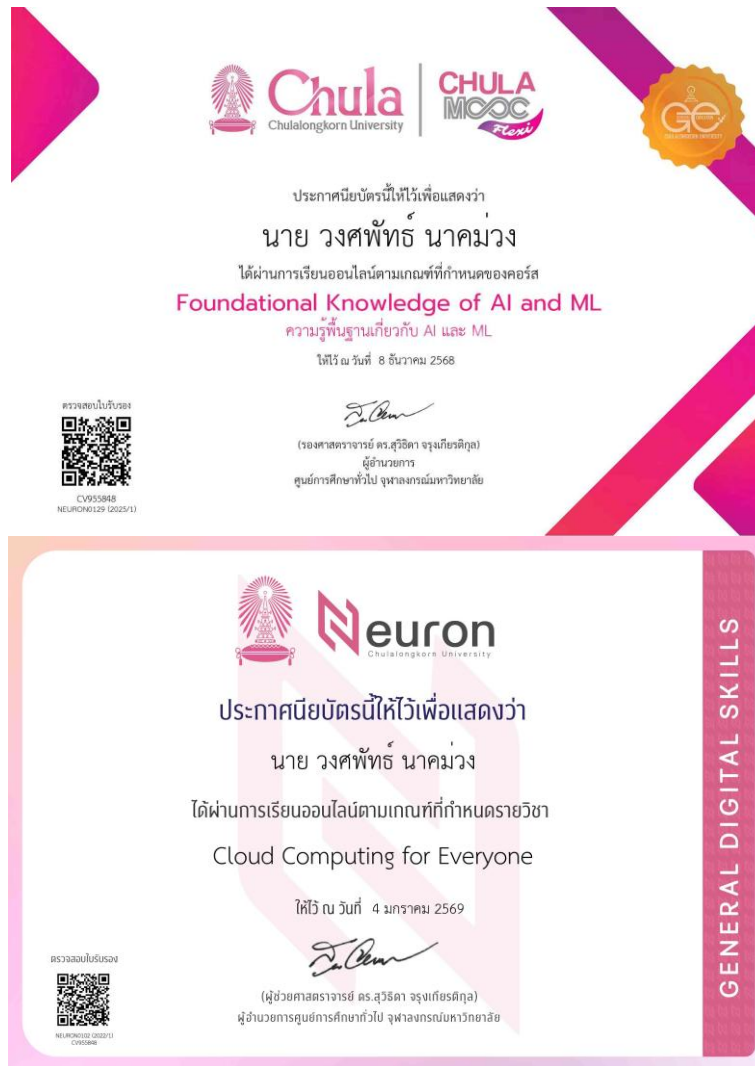 Chula
Chulalongkorn University
CHULA
MOOC
Flexi
GE
ประกาศนียบัตรนี้ให้ไว้เพื่อแสดงว่า
นาย วงศพัทธ์ นาคม่วง
ได้ผ่านการเรียนออนไลน์ตามเกณฑ์ที่กำหนดของคอร์ส
Foundational Knowledge of AI and ML
ความรู้พื้นฐานเกี่ยวกับ AI และ ML
ให้ไว้ ณ วันที่ 8 ธันวาคม 2568
ตรวจสอบใบรับรอง
(รองศาสตราจารย์ ดร.สุวิธิดา จรุงเกียรติกุล)
ผู้อำนวยการ
ศูนย์การศึกษาทั่วไป จุฬาลงกรณ์มหาวิทยาลัย
CV955848
NEURON0129 (2025/1)
Neuron
Chulalongkorn University
ประกาศนียบัตรนี้ให้ไว้เพื่อแสดงว่า
นาย วงศพัทธ์ นาคม่วง
ได้ผ่านการเรียนออนไลน์ตามเกณฑ์ที่กำหนดรายวิชา
Cloud Computing for Everyone
ให้ไว้ ณ วันที่ 4 มกราคม 2569
ตรวจสอบใบรับรอง
(ผู้ช่วยศาสตราจารย์ ดร.สุวิธิดา จรุงเกียรติกุล)
ผู้อำนวยการศูนย์การศึกษาทั่วไป จุฬาลงกรณ์มหาวิทยาลัย
NEURON0102 (2022/1)
CV955848
GENERAL DIGITAL SKILLS